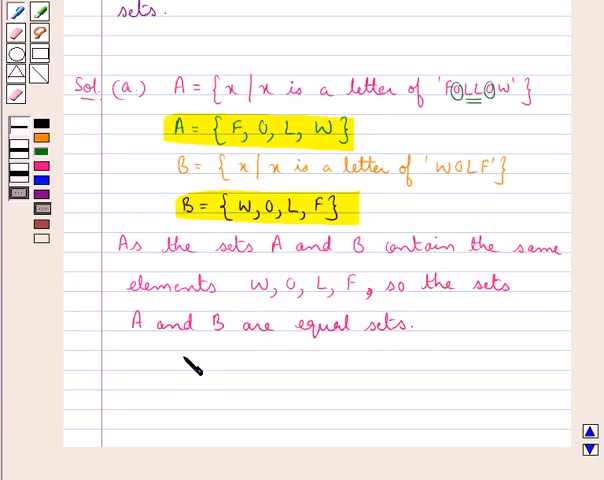 sets.
Sol. (a.) A = { x / x is a letter of 'FOLLOW' }
A = { F, O, L, W }
B = { x / x is a letter of 'WOLF' }
B = { W, O, L, F }
As the sets A and B contain the same
elements W, O, L, F, so the sets
A and B are equal sets.